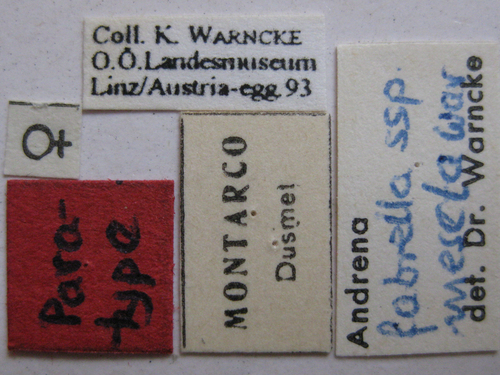 Coll. K. WARNCKE
O.Ö.Landesmuseum
Linz/Austria-egg.93
♀
Para-
type
MONTARCO
Dusmet
Andrena
fabrella ssp.
mesela War
det. Dr. Warncke